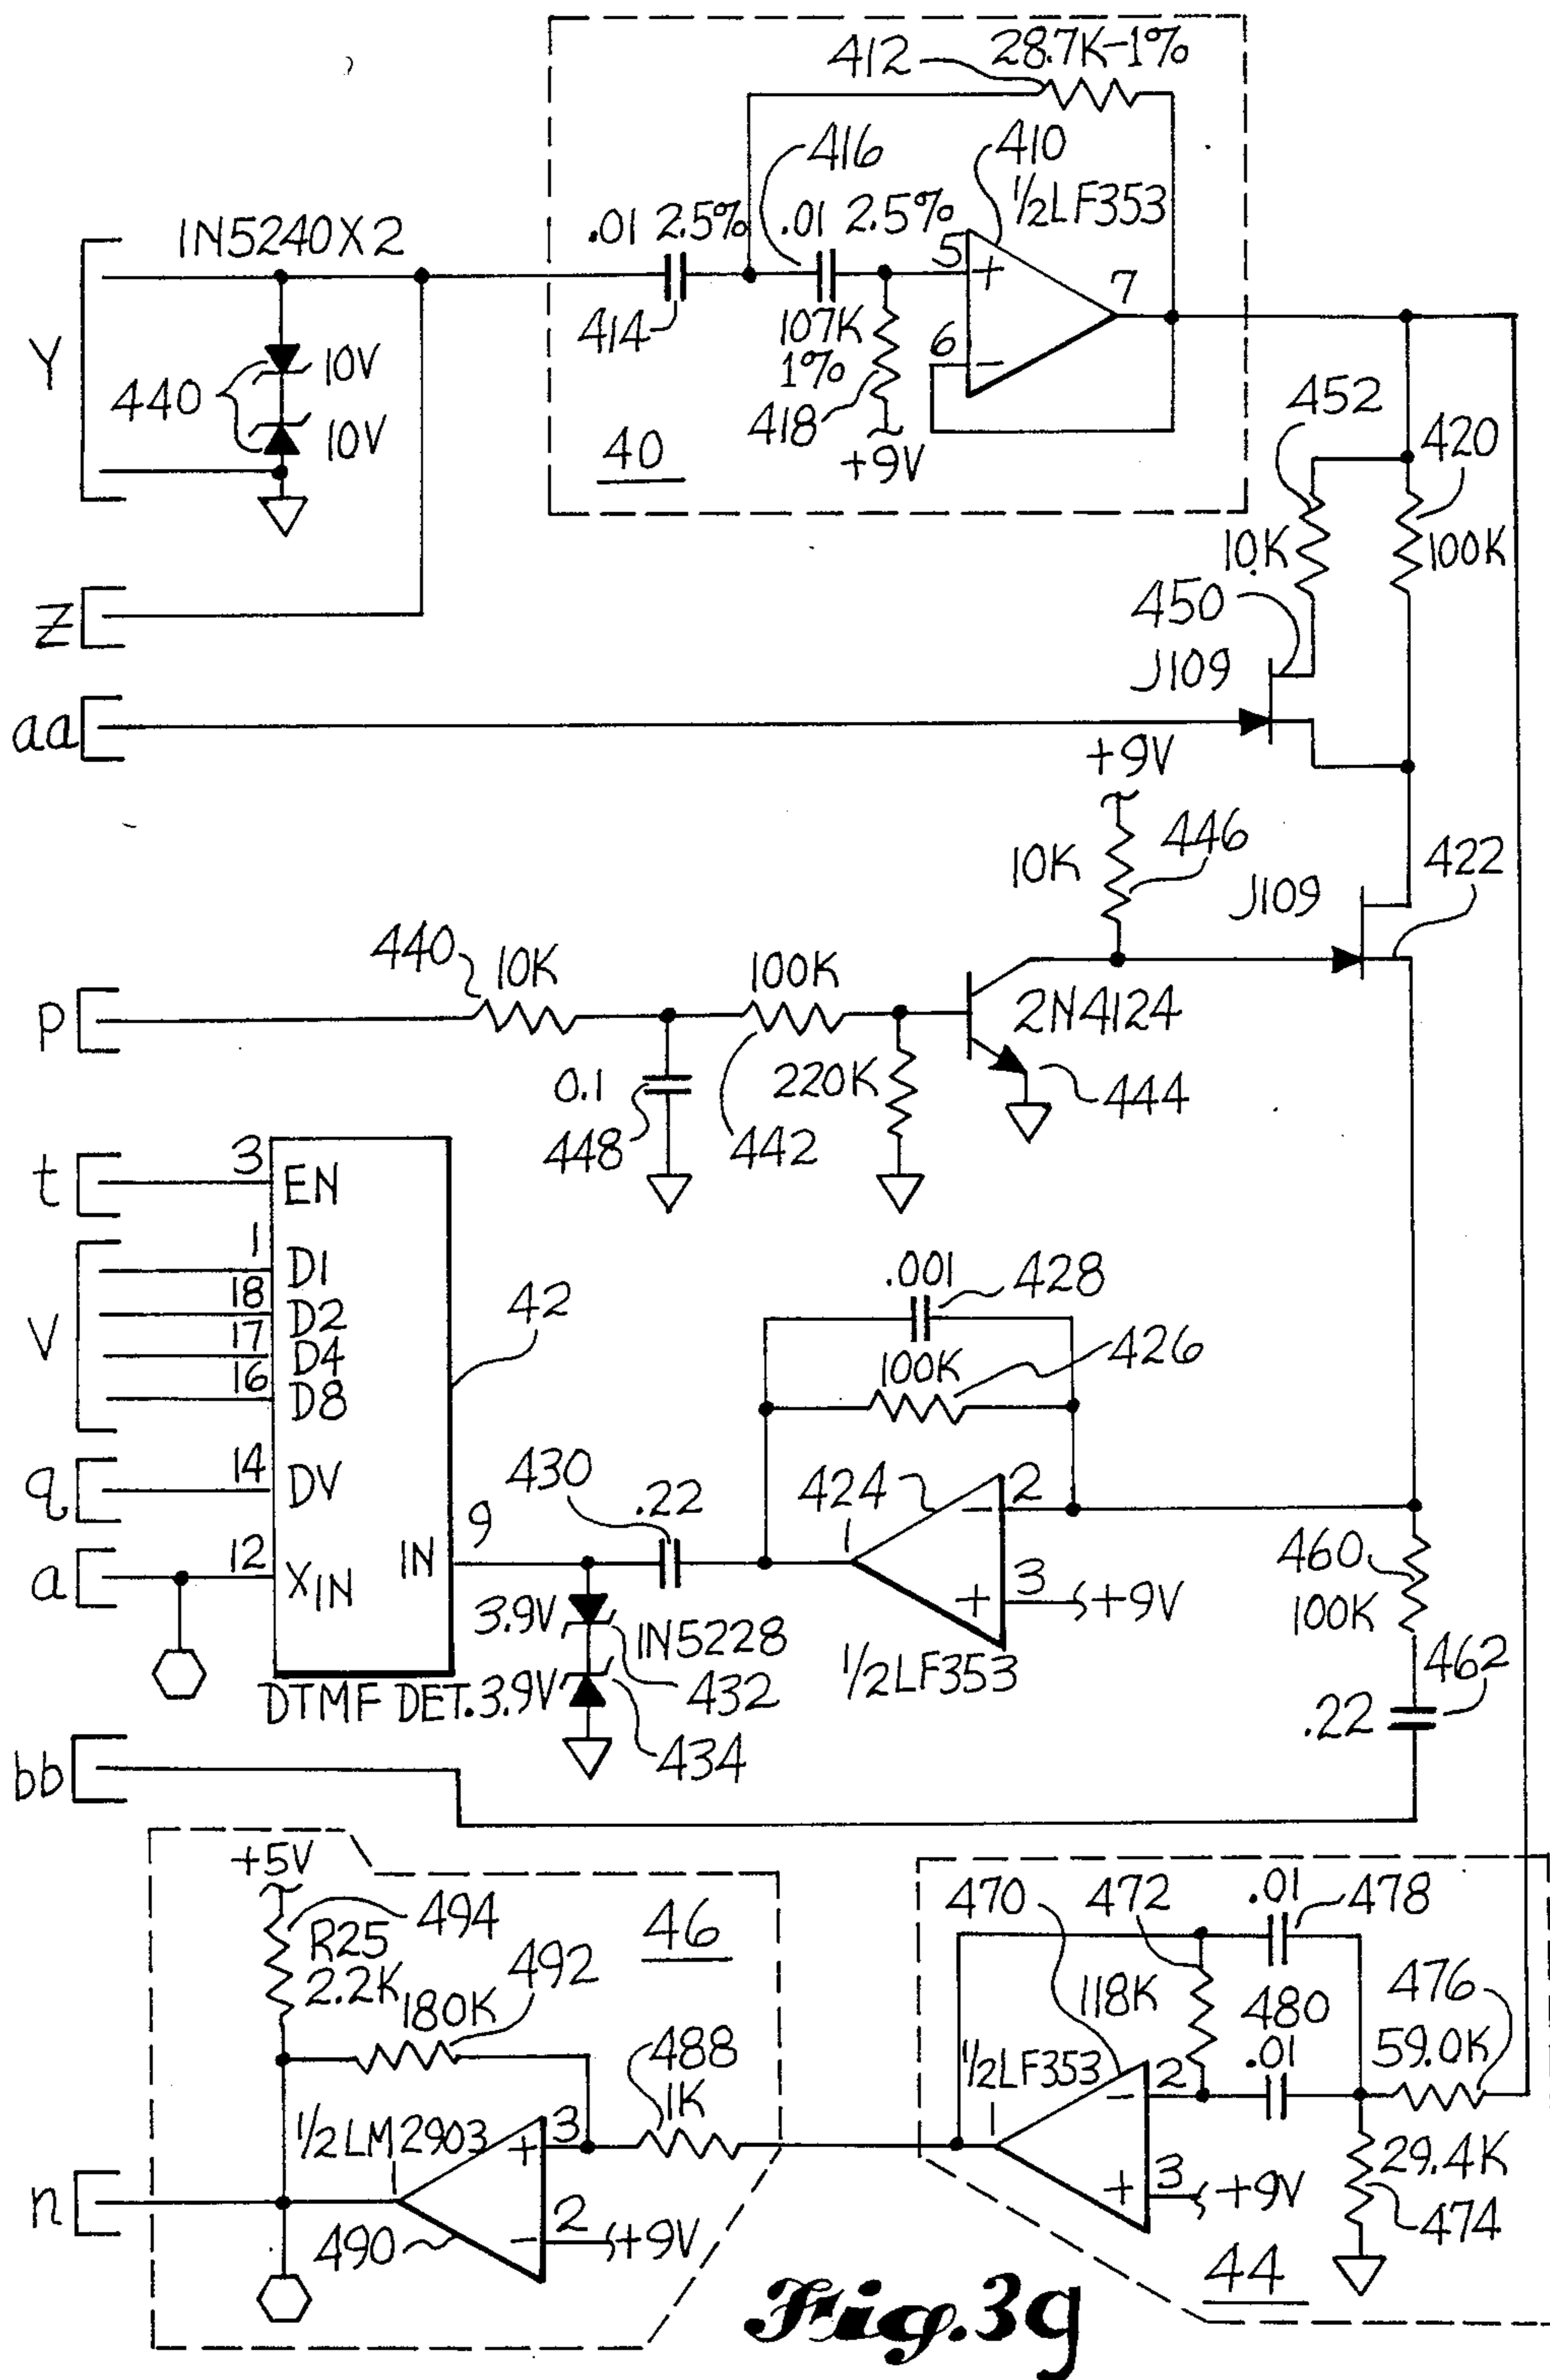 412
28.7K-1%
416
410
½LF353
1N5240X2
.01 2.5%
.01 2.5%
5
+
7
Y
10V
440
10V
414
107K
1%
418
6
-
+9V
40
452
420
10K
100K
Z
450
J109
aa
+9V
446
10K
J109
422
440
10K
100K
p
2N4124
0.1
220K
444
448
442
t
3
EN
1
D1
18
D2
V
17
D4
16
D8
42
.001
428
100K
426
q
14
DV
430
.22
424
-
2
1
9
a
12
XIN
IN
+
3
+9V
460
100K
3.9V
1N5228
432
½LF353
462
DTMF DET.
3.9V
434
.22
bb
+5V
494
R25
2.2K
46
492
180K
470
472
.01
478
118K
480
476
488
1K
½LF353
.01
59.0K
-
2
1
½LM2903
1
+
3
+
3
+9V
29.4K
474
n
490
-
2
+9V
44
Fig.3g